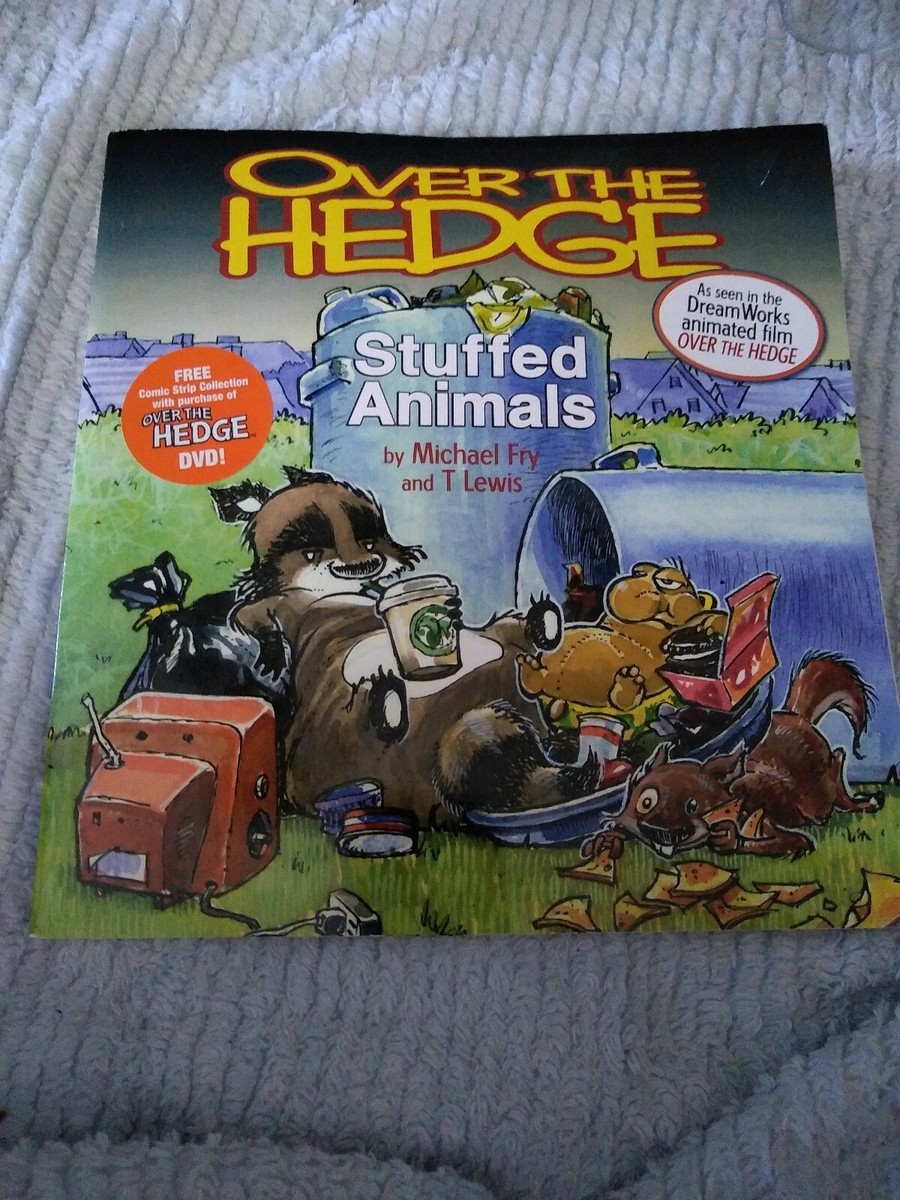 OVER THE
HEDGE
As seen in the
DreamWorks
animated film
OVER THE HEDGE
Stuffed
Animals
by Michael Fry
and T Lewis
FREE
Comic Strip Collection
with purchase of
OVER THE
HEDGE™
DVD!